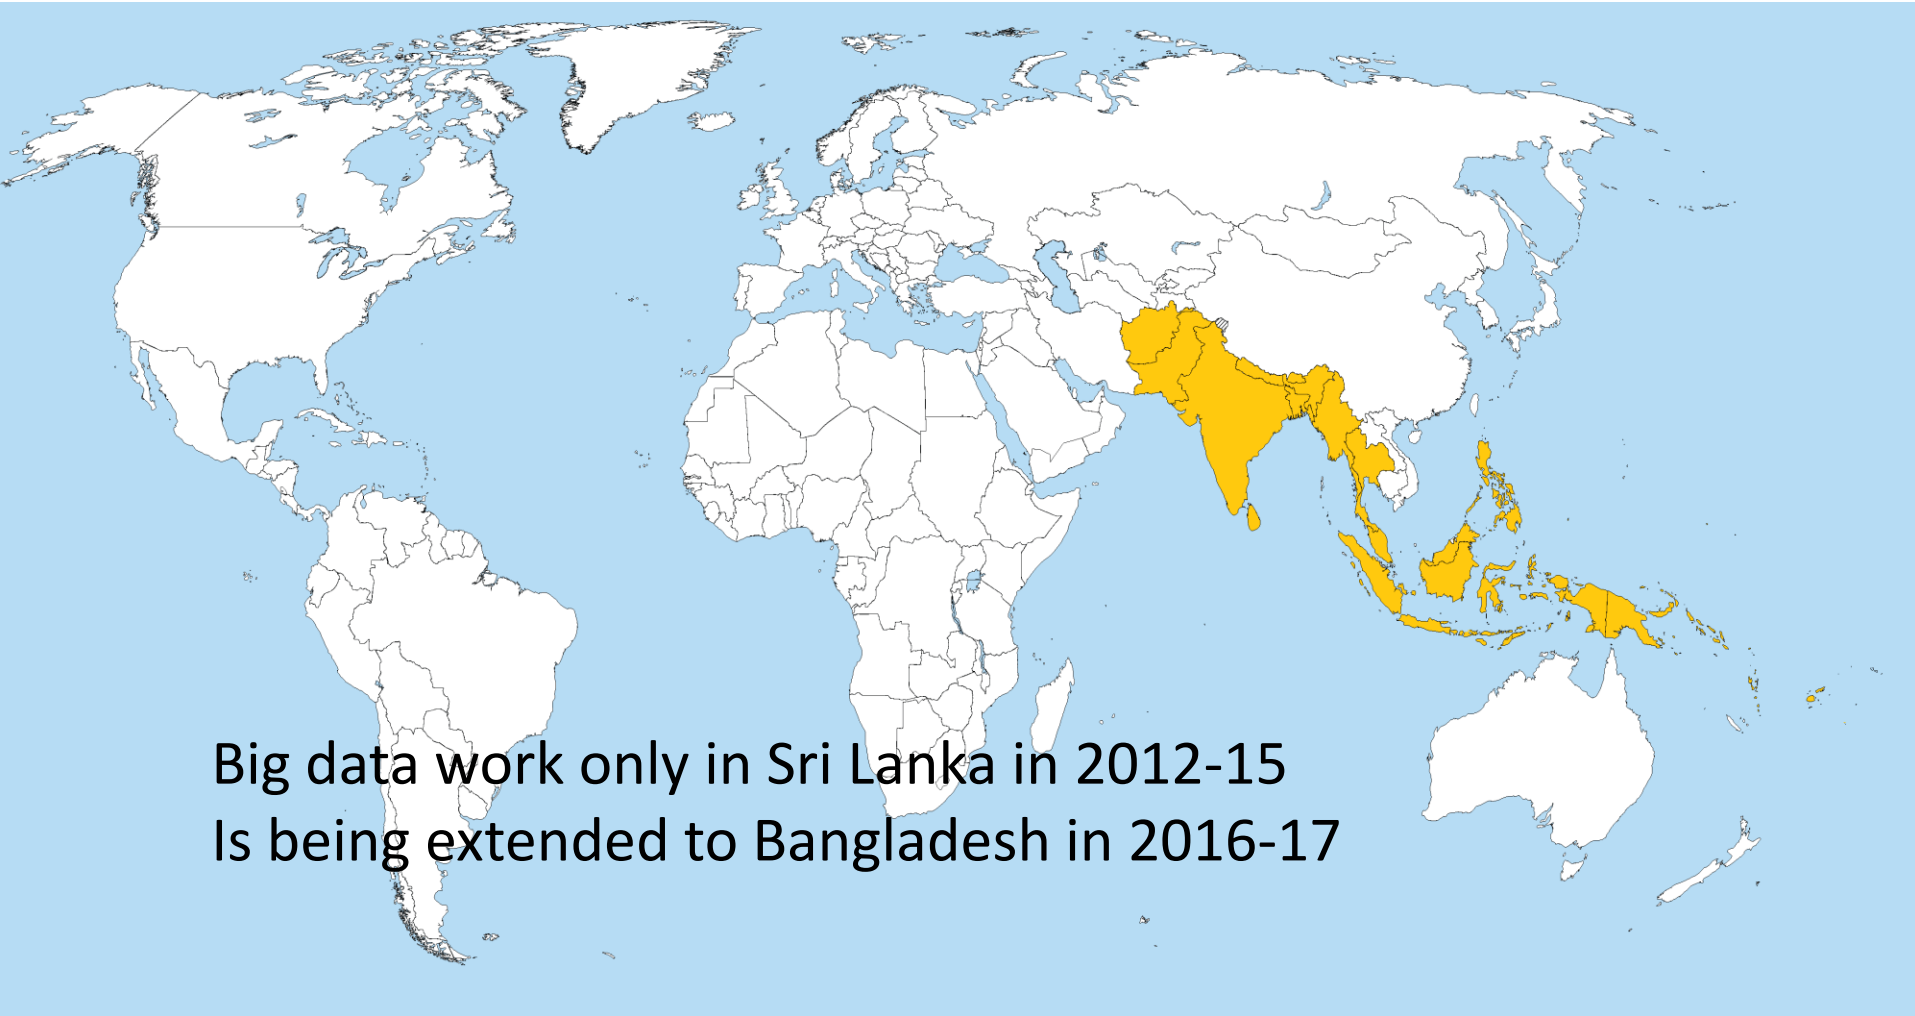 Big data work only in Sri Lanka in 2012-15
Is being extended to Bangladesh in 2016-17